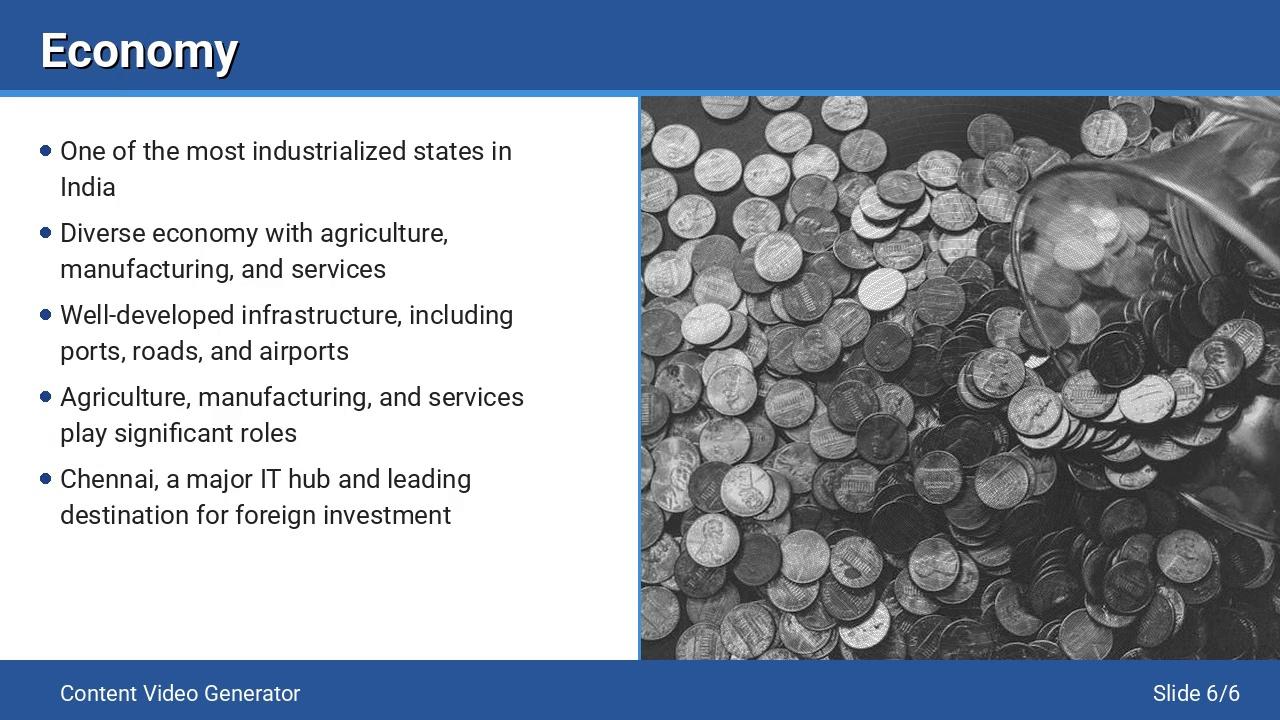 Economy
One of the most industrialized states in
India
Diverse economy with agriculture,
manufacturing, and services
Well-developed infrastructure, including
ports, roads, and airports
Agriculture, manufacturing, and services
play significant roles
Chennai, a major IT hub and leading
destination for foreign investment
Content Video Generator
Slide 6/6